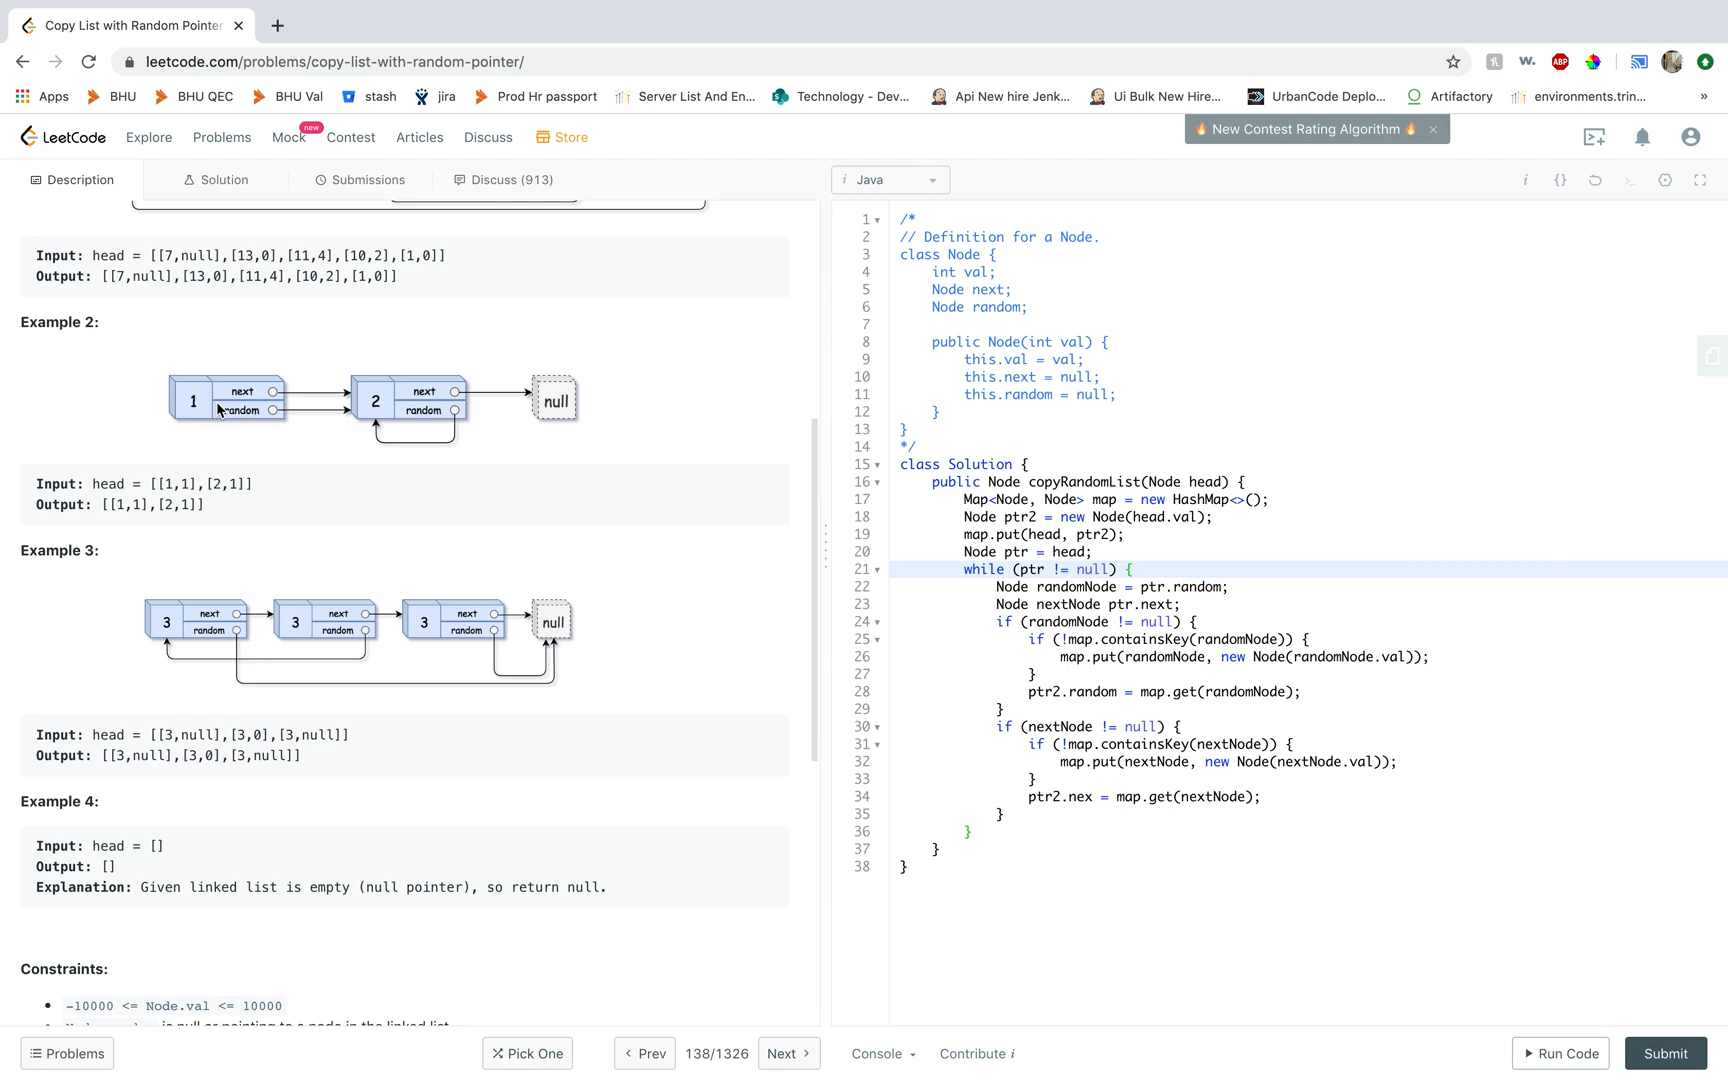 Copy List with Random Pointer
leetcode.com/problems/copy-list-with-random-pointer/
W.
ABP
Apps
BHU
BHU QEC
BHU Val
stash
jira
Prod Hr passport
Server List And En...
Technology - Dev...
Api New hire Jenk...
Ui Bulk New Hire...
UrbanCode Deplo...
Artifactory
environments.trin...
»
LeetCode
Explore
Problems
Mock
new
Contest
Articles
Discuss
Store
New Contest Rating Algorithm
Description
Solution
Submissions
Discuss (913)
i Java
i
{}
Input: head = [[7,null],[13,0],[11,4],[10,2],[1,0]]
Output: [[7,null],[13,0],[11,4],[10,2],[1,0]]
Example 2:
1 next random
2 next random
null
Input: head = [[1,1],[2,1]]
Output: [[1,1],[2,1]]
Example 3:
3 next random
3 next random
3 next random
null
Input: head = [[3,null],[3,0],[3,null]]
Output: [[3,null],[3,0],[3,null]]
Example 4:
Input: head = []
Output: []
Explanation: Given linked list is empty (null pointer), so return null.
Constraints:
-10000 <= Node.val <= 10000
is null or pointing to a node in the linked list
1 /*
2 // Definition for a Node.
3 class Node {
4 int val;
5 Node next;
6 Node random;
7
8 public Node(int val) {
9 this.val = val;
10 this.next = null;
11 this.random = null;
12 }
13 }
14 */
15 class Solution {
16 public Node copyRandomList(Node head) {
17 Map<Node, Node> map = new HashMap<>();
18 Node ptr2 = new Node(head.val);
19 map.put(head, ptr2);
20 Node ptr = head;
21 while (ptr != null) {
22 Node randomNode = ptr.random;
23 Node nextNode ptr.next;
24 if (randomNode != null) {
25 if (!map.containsKey(randomNode)) {
26 map.put(randomNode, new Node(randomNode.val));
27 }
28 ptr2.random = map.get(randomNode);
29 }
30 if (nextNode != null) {
31 if (!map.containsKey(nextNode)) {
32 map.put(nextNode, new Node(nextNode.val));
33 }
34 ptr2.nex = map.get(nextNode);
35 }
36 }
37 }
38 }
Problems
Pick One
Prev
138/1326
Next
Console
Contribute i
Run Code
Submit